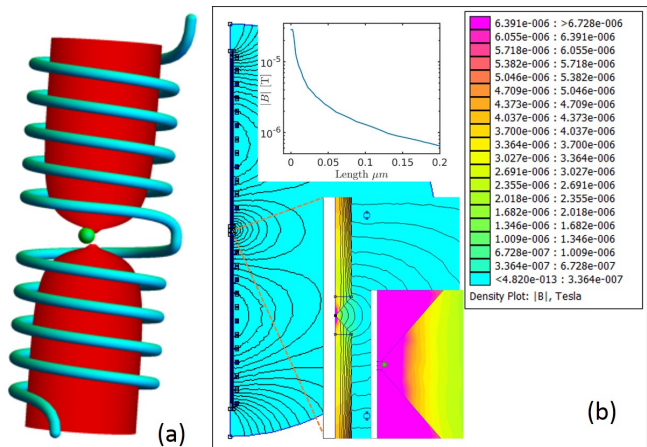 (a)
|B| [T]
10⁻⁵
10⁻⁶
0 0.05 0.1 0.15 0.2
Length μm
6.391e-006 : >6.728e-006
6.055e-006 : 6.391e-006
5.718e-006 : 6.055e-006
5.382e-006 : 5.718e-006
5.046e-006 : 5.382e-006
4.709e-006 : 5.046e-006
4.373e-006 : 4.709e-006
4.037e-006 : 4.373e-006
3.700e-006 : 4.037e-006
3.364e-006 : 3.700e-006
3.027e-006 : 3.364e-006
2.691e-006 : 3.027e-006
2.355e-006 : 2.691e-006
2.018e-006 : 2.355e-006
1.682e-006 : 2.018e-006
1.346e-006 : 1.682e-006
1.009e-006 : 1.346e-006
6.728e-007 : 1.009e-006
3.364e-007 : 6.728e-007
<4.820e-013 : 3.364e-007
Density Plot: |B|, Tesla
(b)